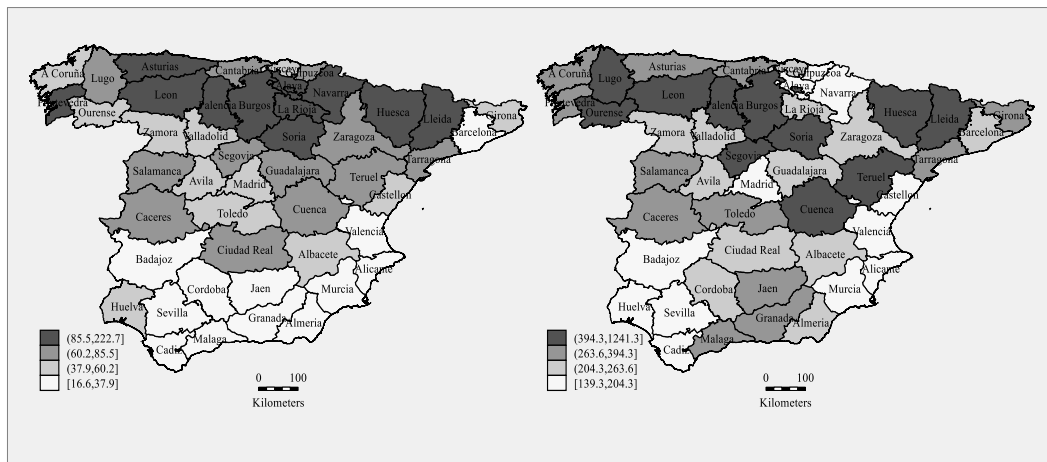 A Coruña
Lugo
Asturias
Cantabria
Guipuzcoa
Alava
Navarra
Pontevedra
Ourense
Leon
Palencia
Burgos
La Rioja
Huesca
Lleida
Girona
Barcelona
Zamora
Valladolid
Soria
Zaragoza
Tarragona
Salamanca
Segovia
Avila
Madrid
Guadalajara
Teruel
Castellon
Caceres
Toledo
Cuenca
Valencia
Badajoz
Ciudad Real
Albacete
Alicante
Huelva
Sevilla
Cordoba
Jaen
Murcia
Granada
Almeria
Cadiz
Malaga
(85.5,222.7]
(60.2,85.5]
(37.9,60.2]
[16.6,37.9]
0 100
Kilometers
A Coruña
Lugo
Asturias
Cantabria
Guipuzcoa
Alava
Navarra
Pontevedra
Ourense
Leon
Palencia
Burgos
La Rioja
Huesca
Lleida
Girona
Barcelona
Zamora
Valladolid
Soria
Zaragoza
Tarragona
Salamanca
Segovia
Avila
Madrid
Guadalajara
Teruel
Castellon
Caceres
Toledo
Cuenca
Valencia
Badajoz
Ciudad Real
Albacete
Alicante
Huelva
Sevilla
Cordoba
Jaen
Murcia
Granada
Almeria
Cadiz
Malaga
(394.3,1241.3]
(263.6,394.3]
(204.3,263.6]
[139.3,204.3]
0 100
Kilometers